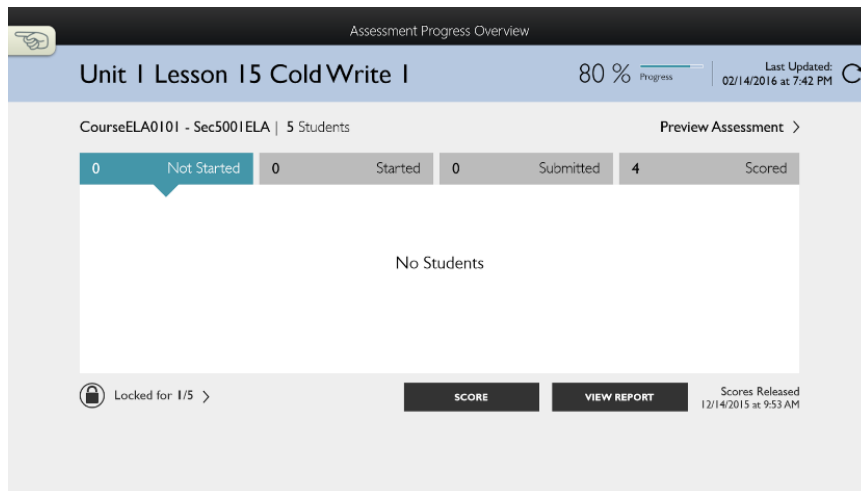 Assessment Progress Overview
Unit 1 Lesson 15 Cold Write 1
80 % Progress
Last Updated:
02/14/2016 at 7:42 PM
CourseELA0101 - Sec5001ELA | 5 Students
Preview Assessment >
0 Not Started
0 Started
0 Submitted
4 Scored
No Students
Locked for 1/5 >
SCORE
VIEW REPORT
Scores Released
12/14/2015 at 9:53 AM